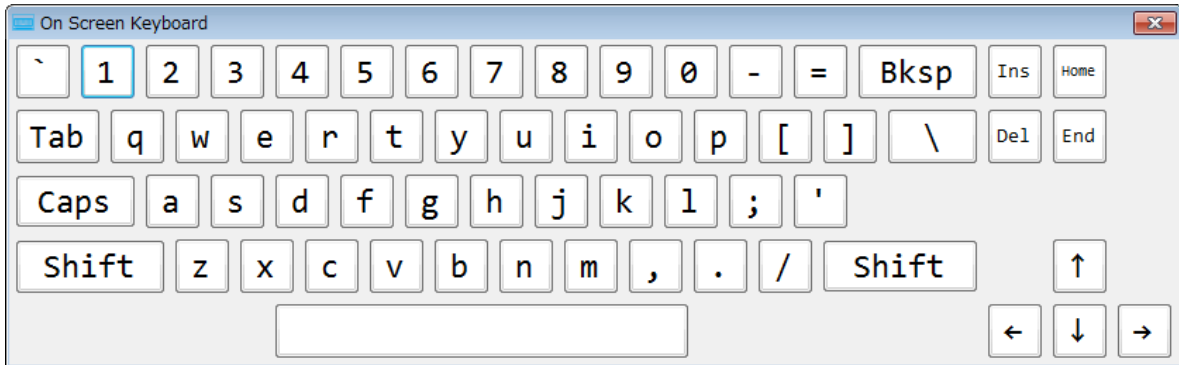 On Screen Keyboard
` 1 2 3 4 5 6 7 8 9 0 - = Bksp Ins Home
Tab q w e r t y u i o p [ ] \ Del End
Caps a s d f g h j k l ; '
Shift z x c v b n m , . / Shift ↑
← ↓ →